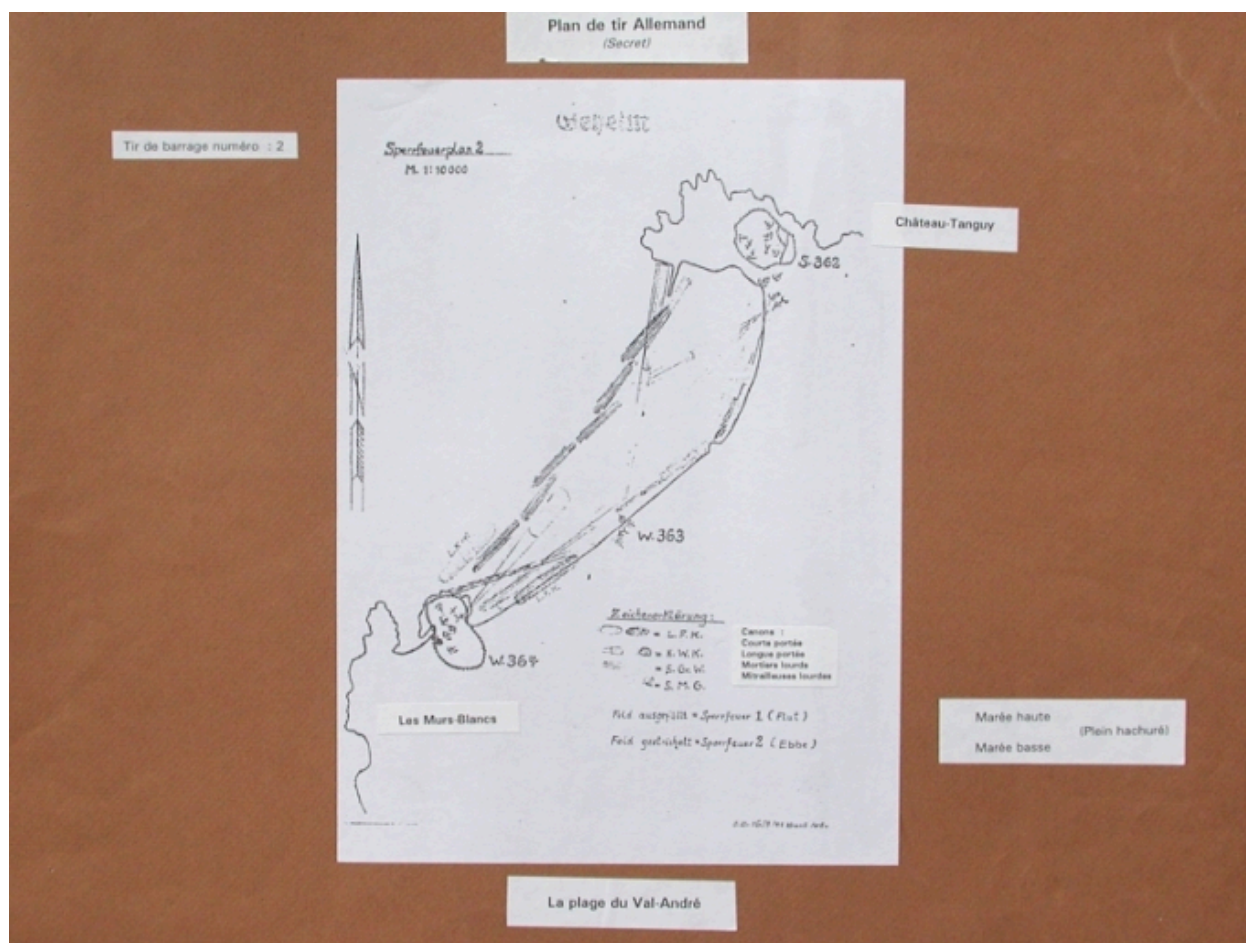 Plan de tir Allemand
(Secret)
Geheim
Tir de barrage numéro : 2
Sperrfeuerplan 2
M. 1:10000
Château-Tanguy
S.362
W.363
L.F.K.
W.364
Zeichenerklärung:
= L.F.K.
= K.W.K.
= S.Gr.W.
= S.M.G.
Canons :
Courte portée
Longue portée
Mortiers lourds
Mitrailleuses lourdes
Les Murs-Blancs
Feld ausgefüllt = Sperrfeuer 1 (Flut)
Feld gestrichelt = Sperrfeuer 2 (Ebbe)
Marée haute
(Plein hachuré)
Marée basse
La plage du Val-André